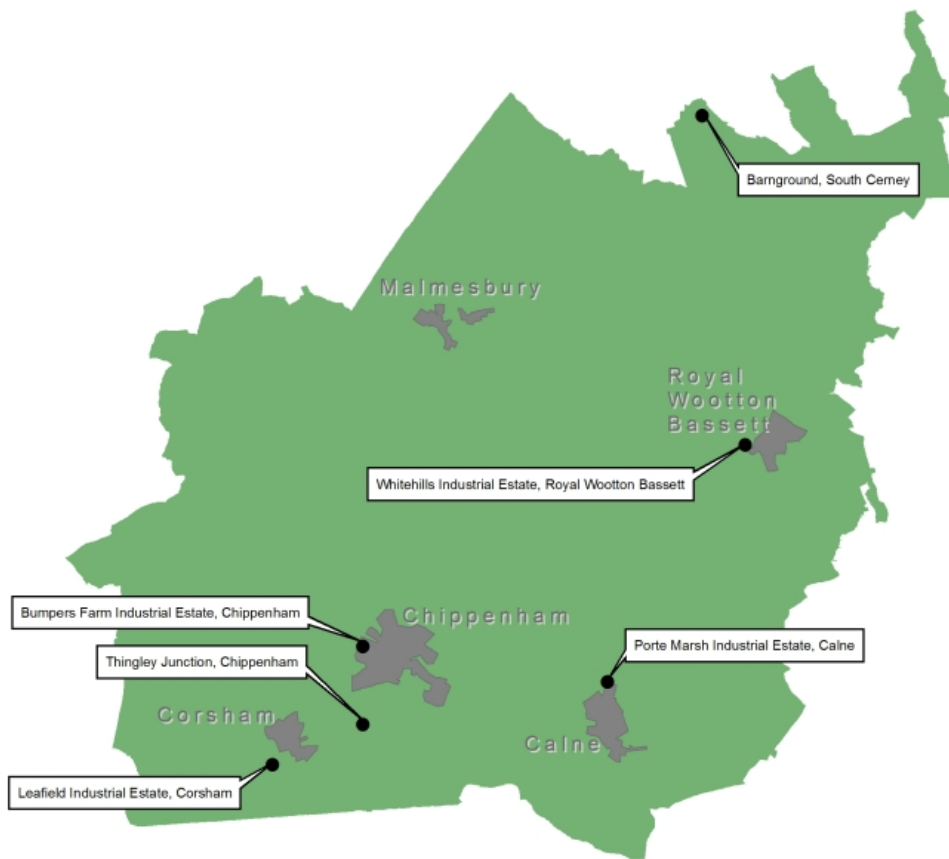 Barnground, South Cerney
Malmesbury
Royal
Wootton
Bassett
Whitehills Industrial Estate, Royal Wootton Bassett
Bumpers Farm Industrial Estate, Chippenham
Chippenham
Thingley Junction, Chippenham
Porte Marsh Industrial Estate, Calne
Corsham
Calne
Leafield Industrial Estate, Corsham